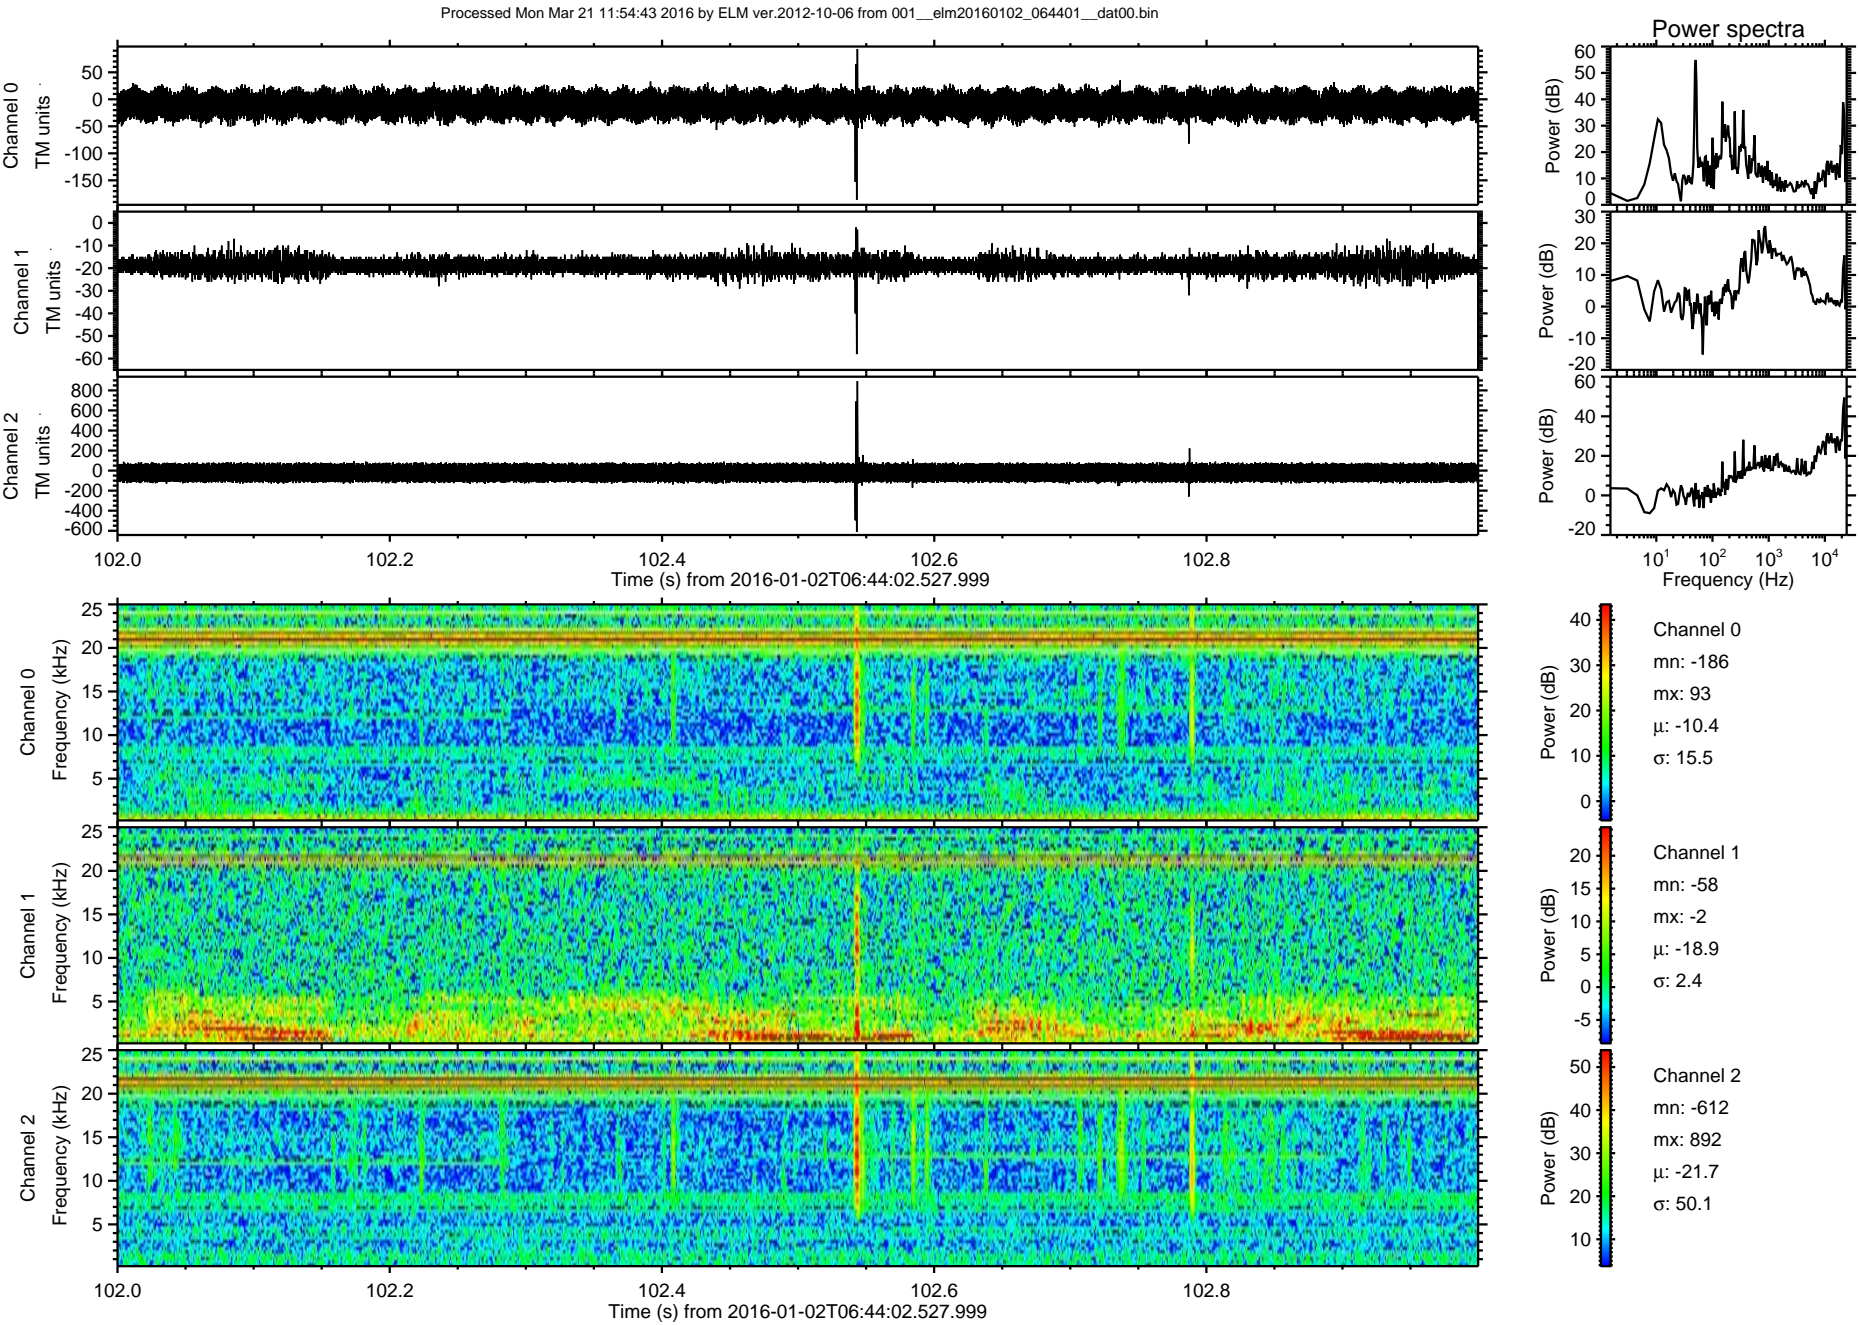 Processed Mon Mar 21 11:54:43 2016 by ELM ver.2012-10-06 from 001__elm20160102_064401__dat00.bin
Power spectra
Channel 0
TM units
50
0
-50
-100
-150
Power (dB)
60
50
40
30
20
10
0
Channel 1
TM units
0
-10
-20
-30
-40
-50
-60
Power (dB)
30
20
10
0
-10
-20
Channel 2
TM units
800
600
400
200
0
-200
-400
-600
Power (dB)
60
40
20
0
-20
102.0 102.2 102.4 102.6 102.8
Time (s) from 2016-01-02T06:44:02.527.999
10¹ 10² 10³ 10⁴
Frequency (Hz)
Channel 0
Frequency (kHz)
25
20
15
10
5
Power (dB)
40
30
20
10
0
Channel 0
mn: -186
mx: 93
µ: -10.4
σ: 15.5
Channel 1
Frequency (kHz)
25
20
15
10
5
Power (dB)
20
15
10
5
0
-5
Channel 1
mn: -58
mx: -2
µ: -18.9
σ: 2.4
Channel 2
Frequency (kHz)
25
20
15
10
5
Power (dB)
50
40
30
20
10
Channel 2
mn: -612
mx: 892
µ: -21.7
σ: 50.1
102.0 102.2 102.4 102.6 102.8
Time (s) from 2016-01-02T06:44:02.527.999